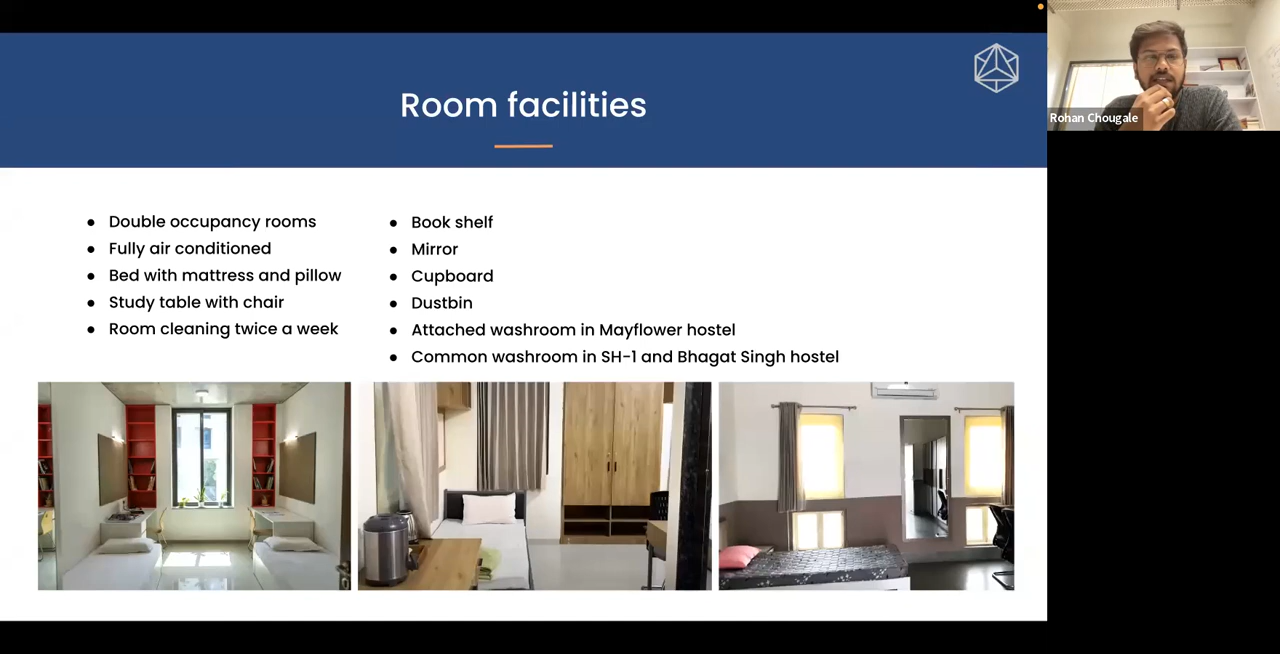 Room facilities
Rohan Chougale
● Double occupancy rooms
● Fully air conditioned
● Bed with mattress and pillow
● Study table with chair
● Room cleaning twice a week
● Book shelf
● Mirror
● Cupboard
● Dustbin
● Attached washroom in Mayflower hostel
● Common washroom in SH-1 and Bhagat Singh hostel